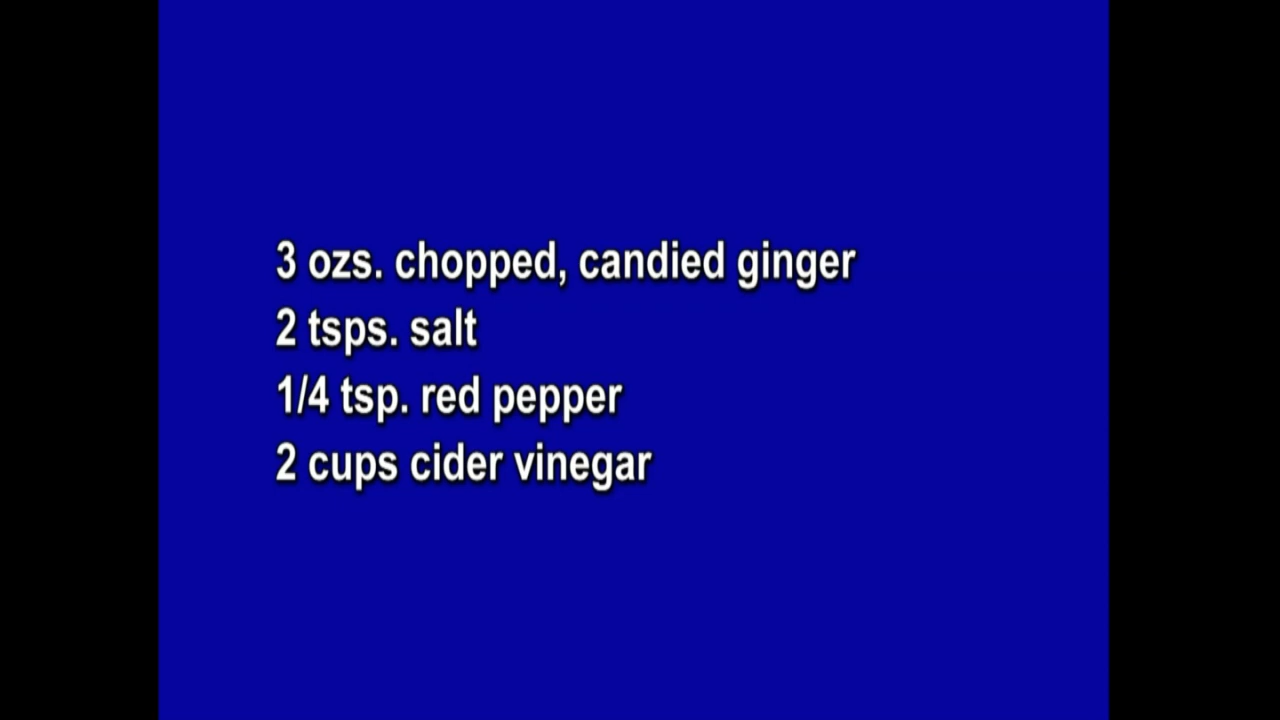 3 ozs. chopped, candied ginger
2 tsps. salt
1/4 tsp. red pepper
2 cups cider vinegar